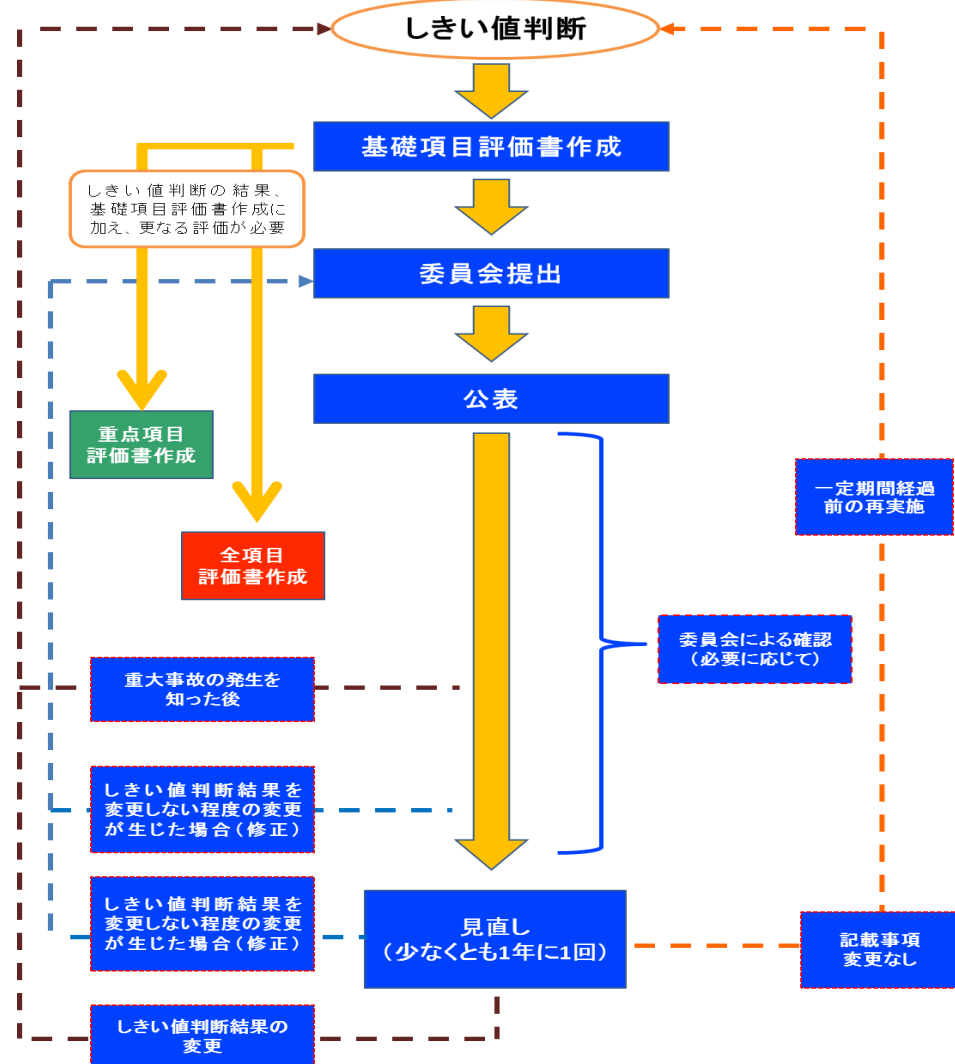 しきい値判断
基礎項目評価書作成
しきい値判断の結果、
基礎項目評価書作成に
加え、更なる評価が必要
委員会提出
公表
重点項目
評価書作成
一定期間経過
前の再実施
全項目
評価書作成
委員会による確認
（必要に応じて）
重大事故の発生を
知った後
しきい値判断結果を
変更しない程度の変更
が生じた場合（修正）
しきい値判断結果を
変更しない程度の変更
が生じた場合（修正）
見直し
（少なくとも1年に1回）
記載事項
変更なし
しきい値判断結果の
変更